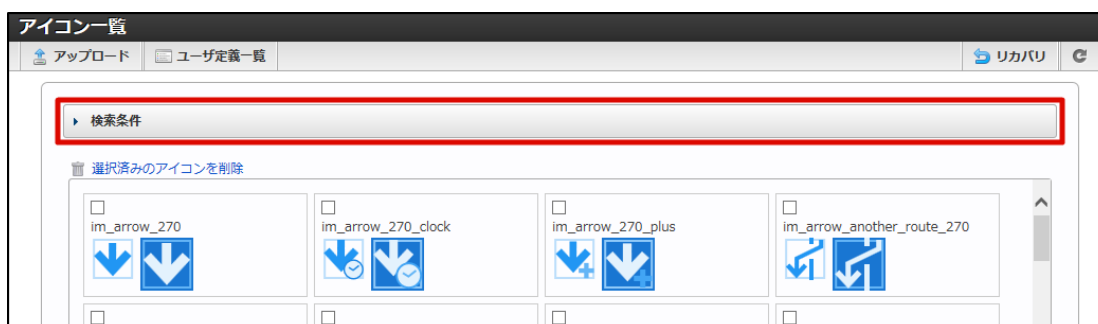 アイコン一覧
アップロード ユーザ定義一覧 リカバリ
検索条件
選択済みのアイコンを削除
im_arrow_270 im_arrow_270_clock im_arrow_270_plus im_arrow_another_route_270